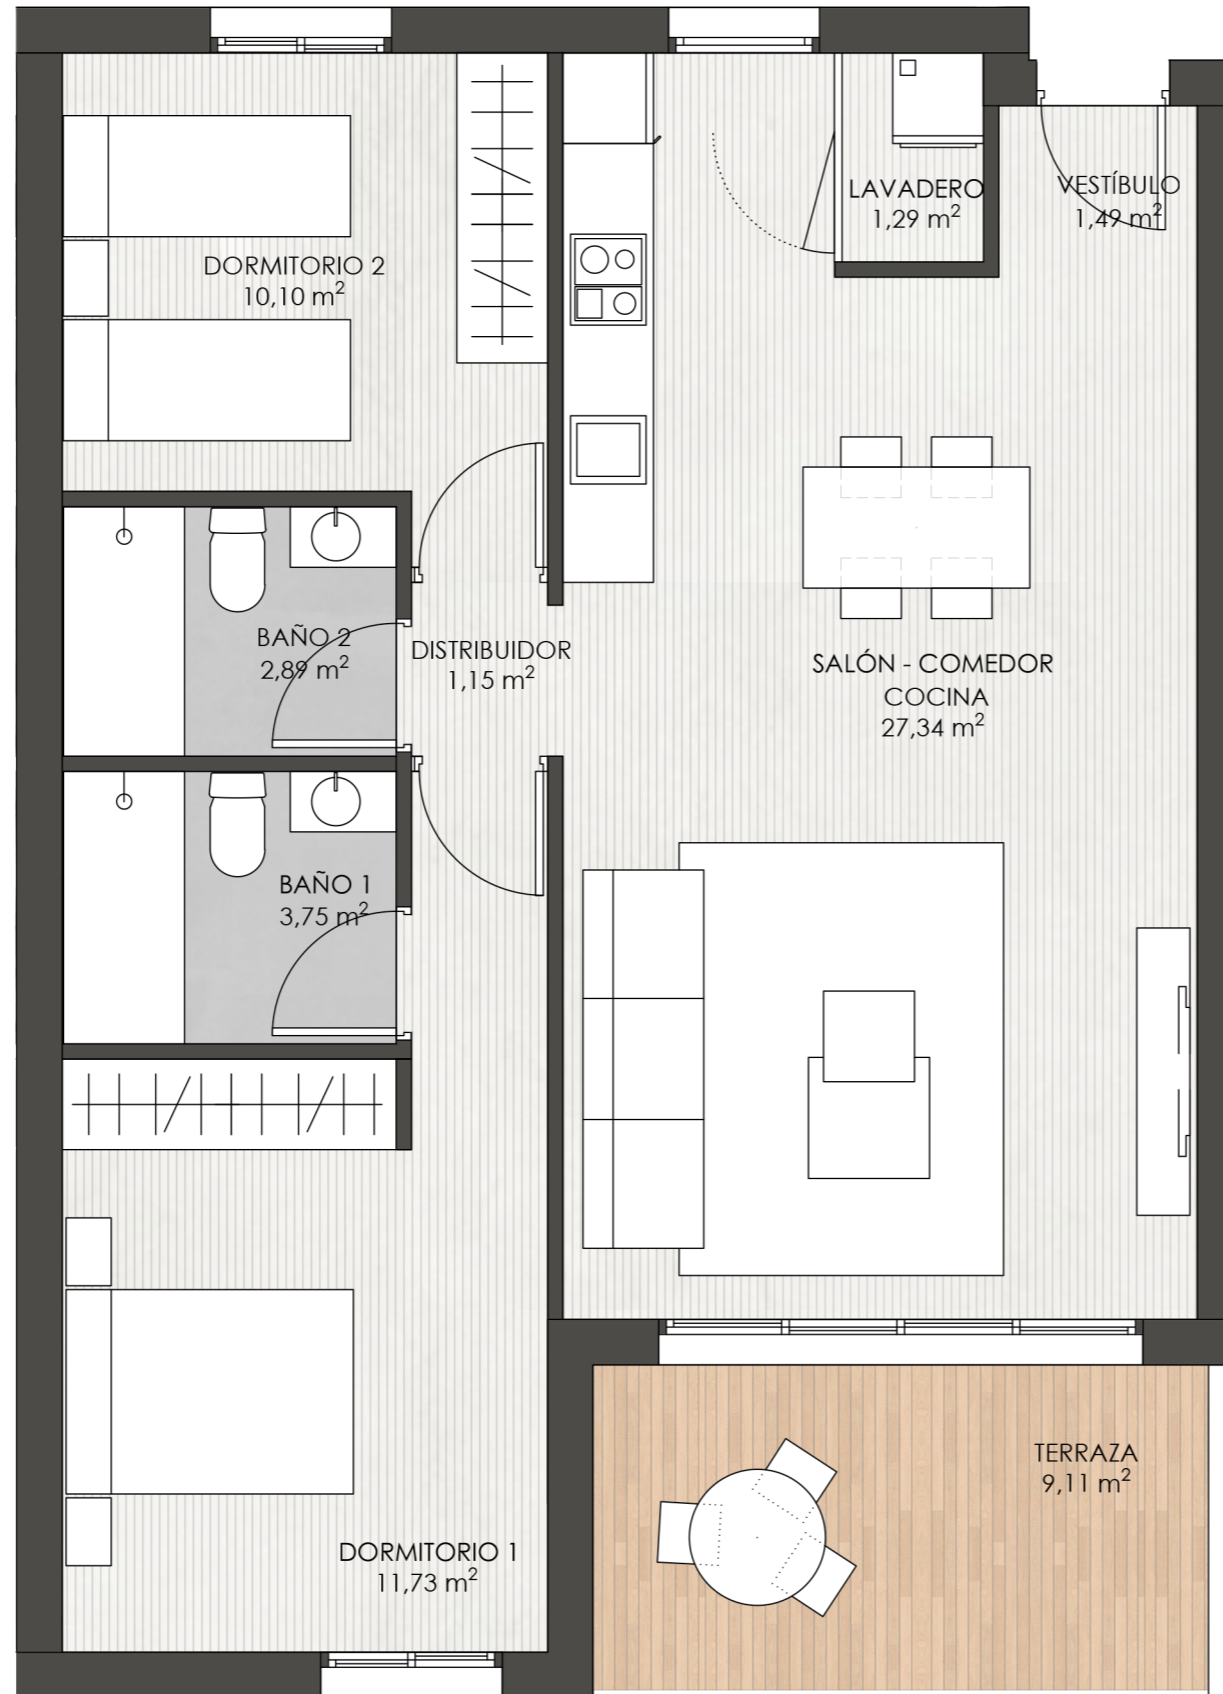 LAVADERO
1,29 m²
VESTÍBULO
1,49 m²
DORMITORIO 2
10,10 m²
BAÑO 2
2,89 m²
DISTRIBUIDOR
1,15 m²
SALÓN - COMEDOR
COCINA
27,34 m²
BAÑO 1
3,75 m²
TERRAZA
9,11 m²
DORMITORIO 1
11,73 m²